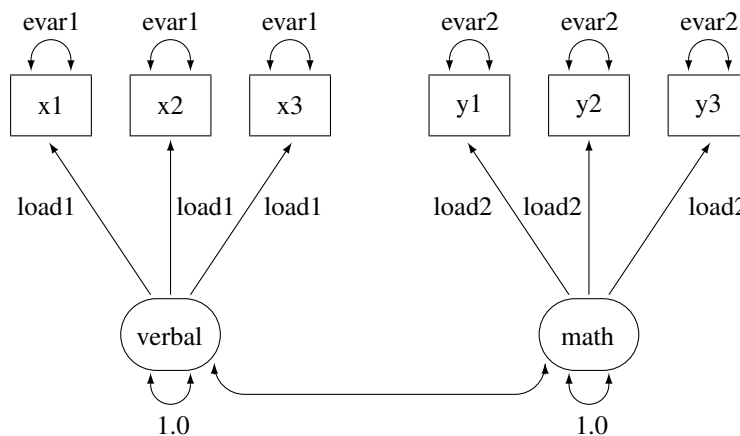 evar1 evar1 evar1 evar2 evar2 evar2
x1 x2 x3 y1 y2 y3
load1 load1 load1 load2 load2 load2
verbal math
1.0 1.0